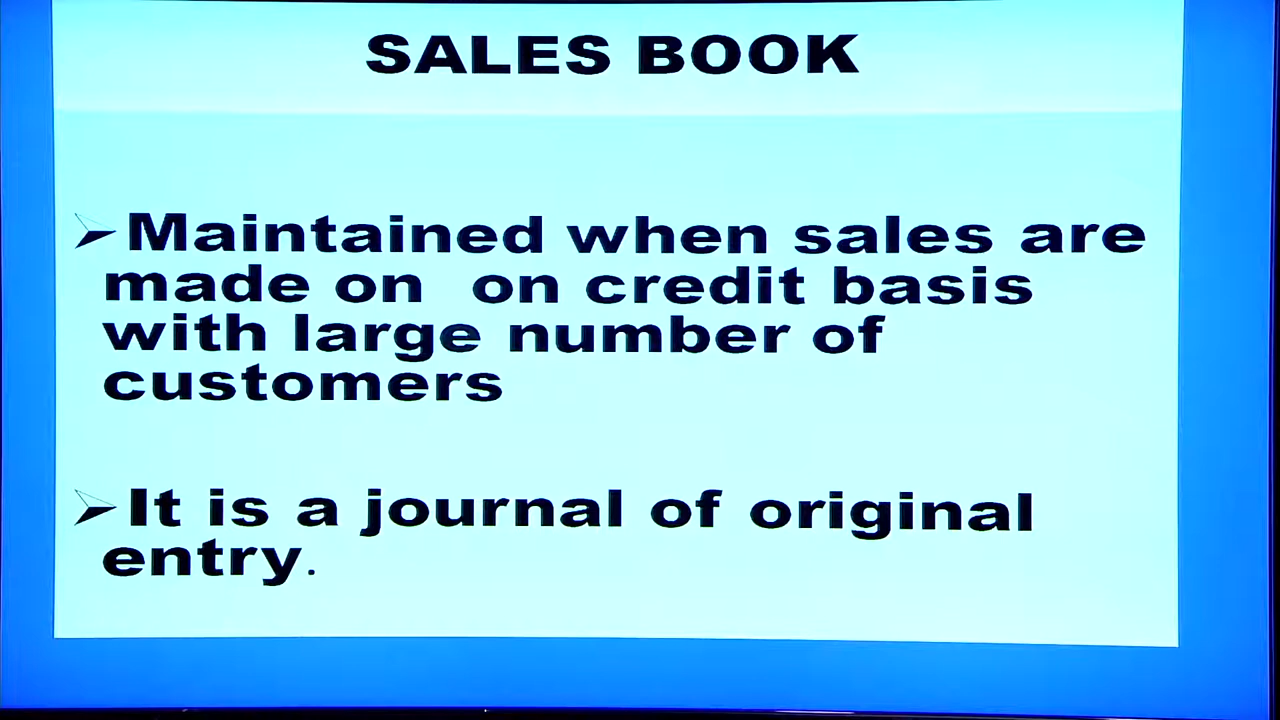 SALES BOOK
➢Maintained when sales are
made on on credit basis
with large number of
customers
➢It is a journal of original
entry.